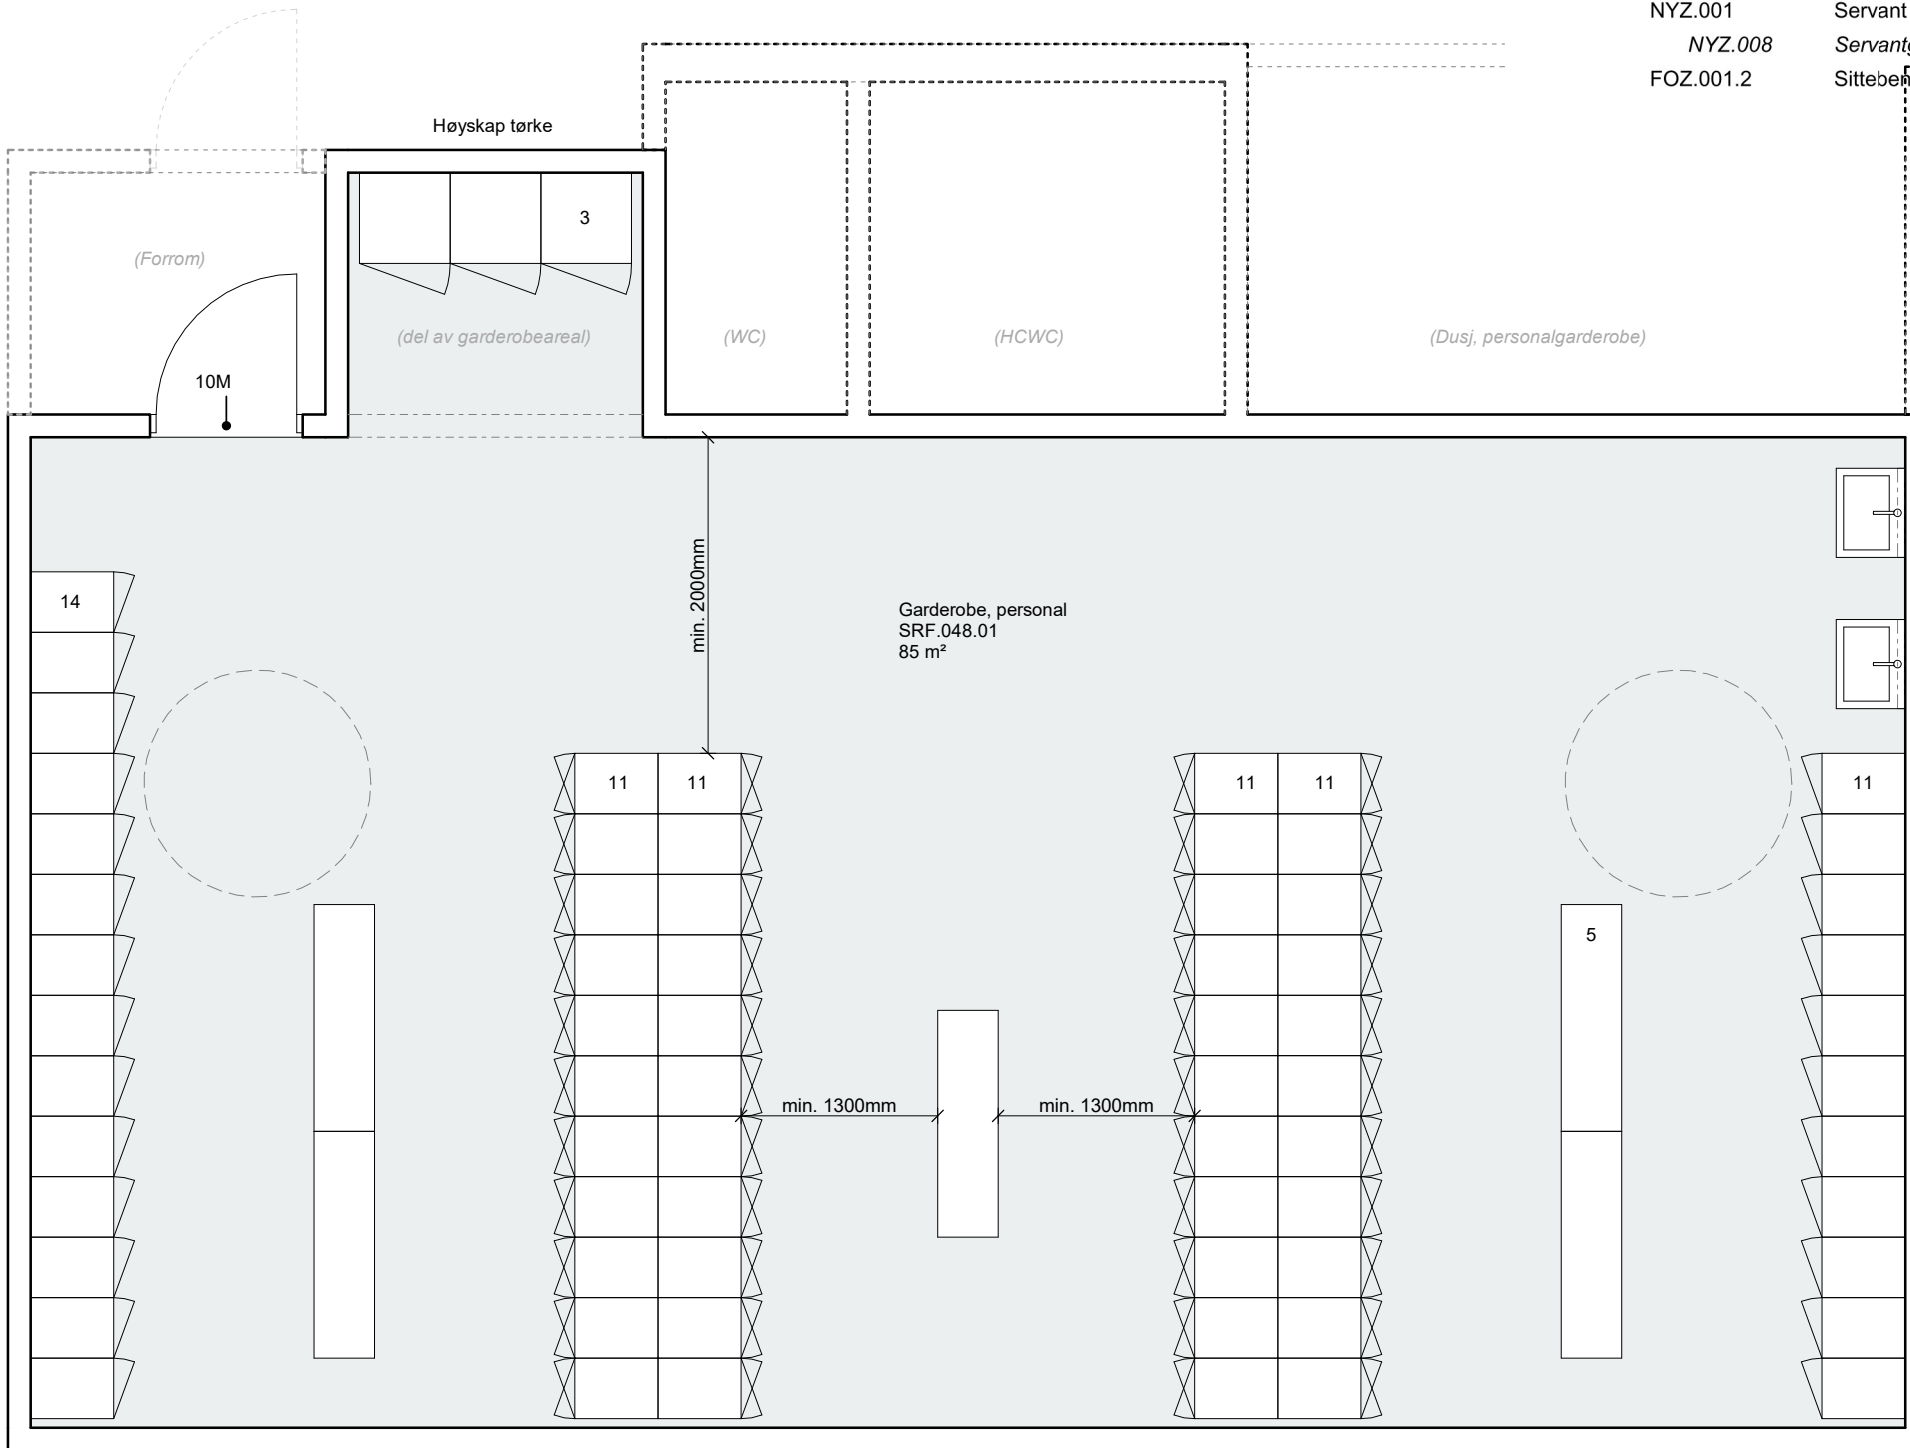 NYZ.001 Servant
NYZ.008
FOZ.001.2
Høyskap tørke
3
(Forrom)
(del av garderobeareal)
(WC)
(HCWC)
(Dusj, personalgarderobe)
10M
min. 2000mm
14
Garderobe, personal
SRF.048.01
85 m²
11 11 11 11 11
5
min. 1300mm min. 1300mm